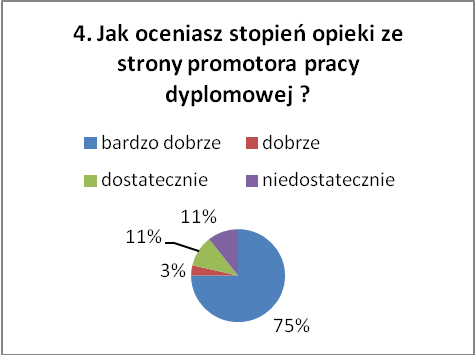 4. Jak oceniasz stopień opieki ze
strony promotora pracy
dyplomowej ?
bardzo dobrze
dobrze
dostatecznie
niedostatecznie
11%
11%
3%
75%